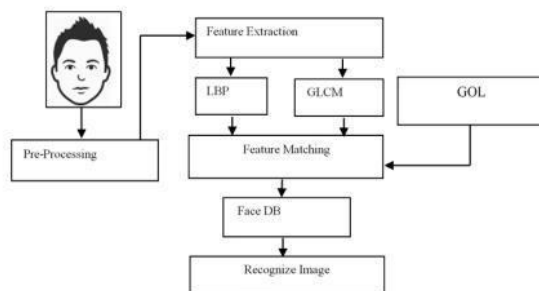 Feature Extraction
LBP
GLCM
GOL
Pre-Processing
Feature Matching
Face DB
Recognize Image